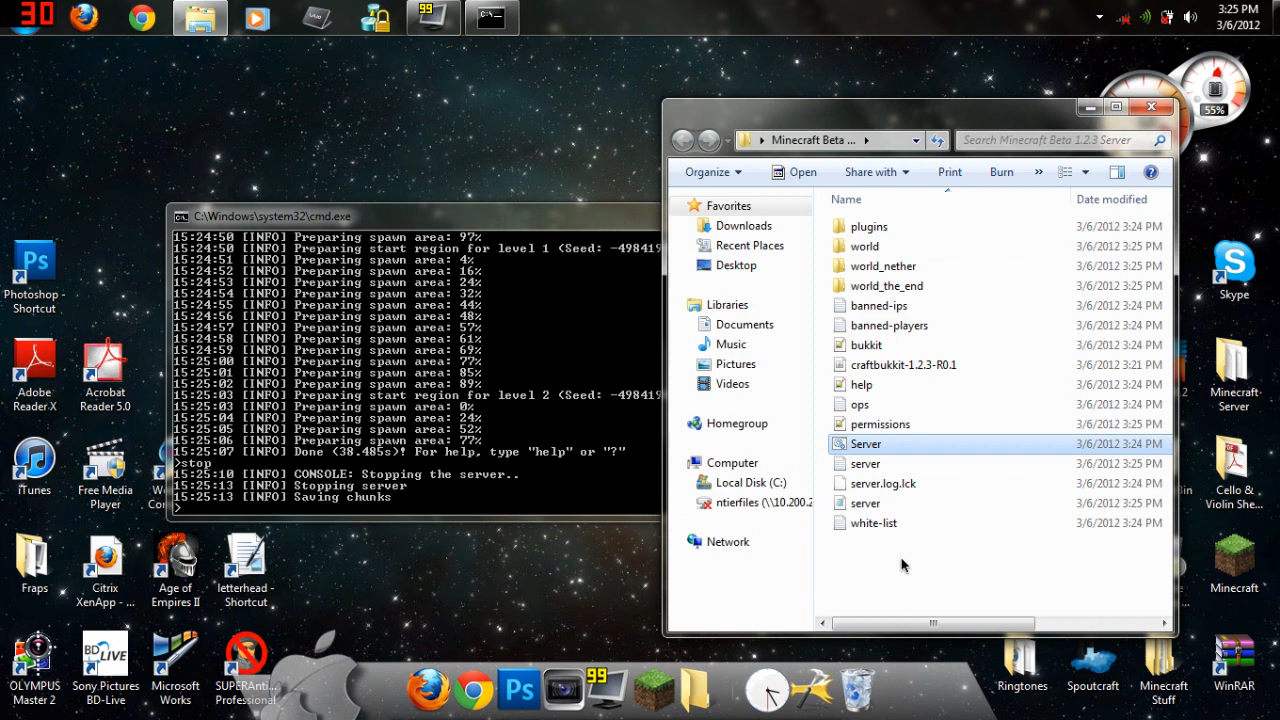 30
99
3:25 PM
3/6/2012
55%
Minecraft Beta ...
Search Minecraft Beta 1.2.3 Server
Organize
Open
Share with
Print
Burn
»
Name
Date modified
Favorites
Downloads
Recent Places
Desktop
Libraries
Documents
Music
Pictures
Videos
Homegroup
Computer
Local Disk (C:)
ntierfiles (\\10.200.2
Network
plugins 3/6/2012 3:24 PM
world 3/6/2012 3:25 PM
world_nether 3/6/2012 3:25 PM
world_the_end 3/6/2012 3:25 PM
banned-ips 3/6/2012 3:24 PM
banned-players 3/6/2012 3:24 PM
bukkit 3/6/2012 3:24 PM
craftbukkit-1.2.3-R0.1 3/6/2012 3:21 PM
help 3/6/2012 3:24 PM
ops 3/6/2012 3:24 PM
permissions 3/6/2012 3:24 PM
Server 3/6/2012 3:24 PM
server 3/6/2012 3:25 PM
server.log.lck 3/6/2012 3:24 PM
server 3/6/2012 3:25 PM
white-list 3/6/2012 3:24 PM
C:\Windows\system32\cmd.exe
15:24:50 [INFO] Preparing spawn area: 97%
15:24:50 [INFO] Preparing start region for level 1 (Seed: -498419
15:24:51 [INFO] Preparing spawn area: 4%
15:24:52 [INFO] Preparing spawn area: 16%
15:24:53 [INFO] Preparing spawn area: 24%
15:24:54 [INFO] Preparing spawn area: 32%
15:24:55 [INFO] Preparing spawn area: 44%
15:24:56 [INFO] Preparing spawn area: 48%
15:24:57 [INFO] Preparing spawn area: 57%
15:24:58 [INFO] Preparing spawn area: 61%
15:24:59 [INFO] Preparing spawn area: 69%
15:25:00 [INFO] Preparing spawn area: 77%
15:25:01 [INFO] Preparing spawn area: 85%
15:25:02 [INFO] Preparing spawn area: 89%
15:25:03 [INFO] Preparing start region for level 2 (Seed: -498419
15:25:03 [INFO] Preparing spawn area: 0%
15:25:04 [INFO] Preparing spawn area: 24%
15:25:05 [INFO] Preparing spawn area: 52%
15:25:06 [INFO] Preparing spawn area: 77%
15:25:07 [INFO] Done (38.485s)! For help, type "help" or "?"
>stop
15:25:10 [INFO] CONSOLE: Stopping the server..
15:25:13 [INFO] Stopping server
15:25:13 [INFO] Saving chunks
>
Ps
Photoshop -
Shortcut
Adobe
Reader X
Acrobat
Reader 5.0
iTunes
Free Media
Player
Fraps
Citrix
XenApp - ...
Age of
Empires II
letterhead -
Shortcut
OLYMPUS
Master 2
BD LIVE
Sony Pictures
BD-Live
Microsoft
Works
SUPERAnti...
Professional
Skype
Minecraft
Server
Cello &
Violin She...
Minecraft
Ringtones
Spoutcraft
Minecraft
Stuff
WinRAR
Ps
99